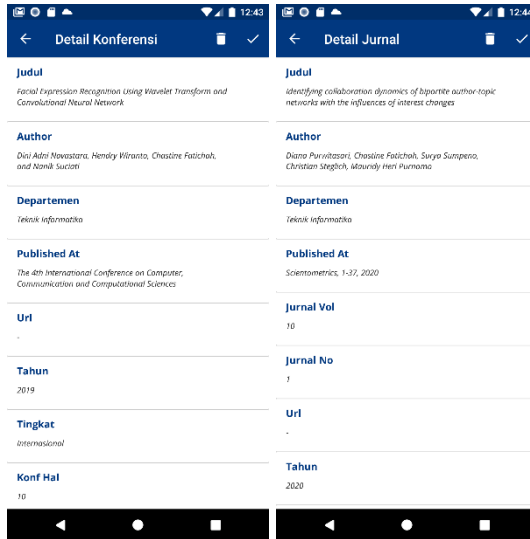 12:43
Detail Konferensi
Judul
Facial Expression Recognition Using Wavelet Transform and
Convolutional Neural Network
Author
Dini Adni Navastara, Hendry Wiranto, Chastine Fatichah,
and Nanik Suciati
Departemen
Teknik Informatika
Published At
The 4th International Conference on Computer,
Communication and Computational Sciences
Url
-
Tahun
2019
Tingkat
Internasional
Konf Hal
10
12:44
Detail Jurnal
Judul
Identifying collaboration dynamics of bipartite author-topic
networks with the influences of interest changes
Author
Diana Purwitasari, Chastine Fatichah, Surya Sumpeno,
Christian Steglich, Mauridy Heri Purnomo
Departemen
Teknik Informatika
Published At
Scientometrics, 1-37, 2020
Jurnal Vol
10
Jurnal No
1
Url
-
Tahun
2020